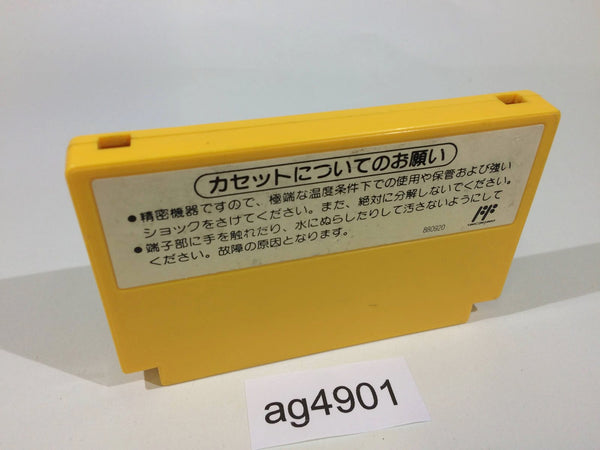 カセットについてのお願い
●精密機器ですので、極端な温度条件下での使用や保管および強い
ショックをさけてください。また、絶対に分解しないでください。
●端子部に手を触れたり、水にぬらしたりして汚さないようにして
ください。故障の原因となります。
860920
ag4901